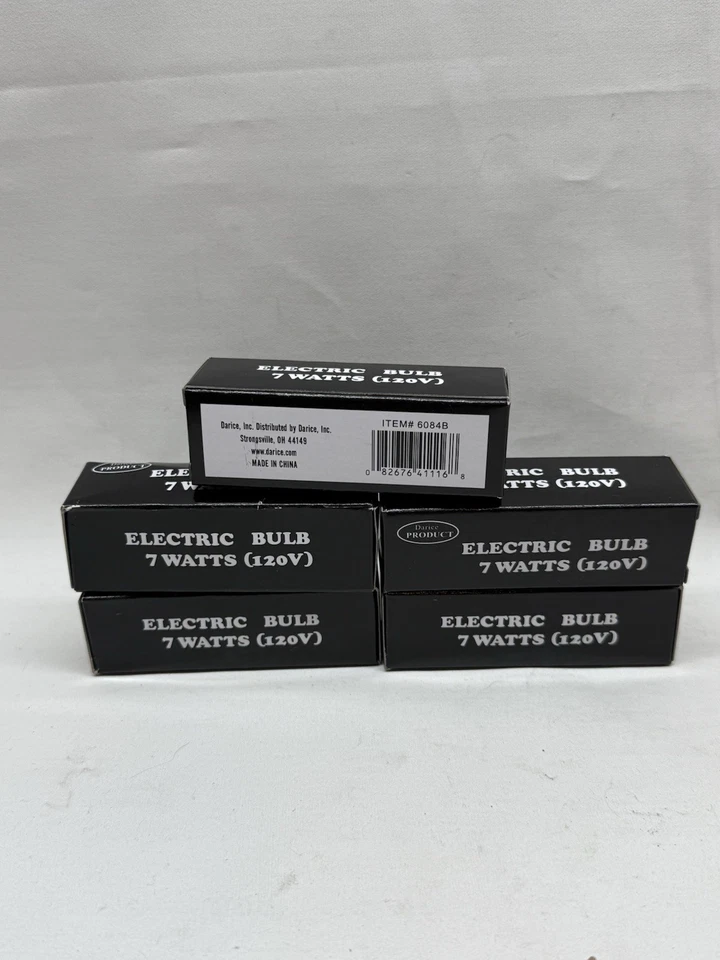 ELECTRIC BULB
7 WATTS (120V)
Darice, Inc. Distributed by Darice, Inc.
Strongsville, OH 44149
www.darice.com
MADE IN CHINA
ITEM# 6084B
0 82676 41116 8
PRODUCT
ELECTRIC BULB
7 WATTS (120V)
BULB
(120V)
Darice
PRODUCT
ELECTRIC BULB
7 WATTS (120V)
ELECTRIC BULB
7 WATTS (120V)
ELECTRIC BULB
7 WATTS (120V)